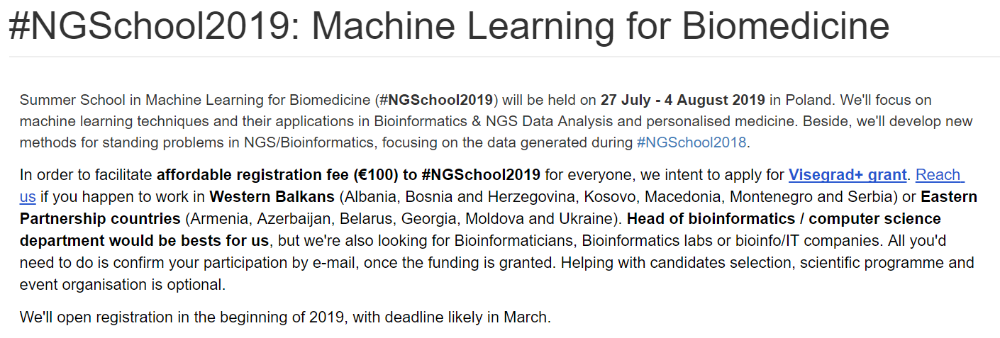 #NGSchool2019: Machine Learning for Biomedicine
Summer School in Machine Learning for Biomedicine (#NGSchool2019) will be held on 27 July - 4 August 2019 in Poland. We'll focus on
machine learning techniques and their applications in Bioinformatics & NGS Data Analysis and personalised medicine. Beside, we'll develop new
methods for standing problems in NGS/Bioinformatics, focusing on the data generated during #NGSchool2018.
In order to facilitate affordable registration fee (€100) to #NGSchool2019 for everyone, we intent to apply for Visegrad+ grant. Reach
us if you happen to work in Western Balkans (Albania, Bosnia and Herzegovina, Kosovo, Macedonia, Montenegro and Serbia) or Eastern
Partnership countries (Armenia, Azerbaijan, Belarus, Georgia, Moldova and Ukraine). Head of bioinformatics / computer science
department would be bests for us, but we're also looking for Bioinformaticians, Bioinformatics labs or bioinfo/IT companies. All you'd
need to do is confirm your participation by e-mail, once the funding is granted. Helping with candidates selection, scientific programme and
event organisation is optional.
We'll open registration in the beginning of 2019, with deadline likely in March.